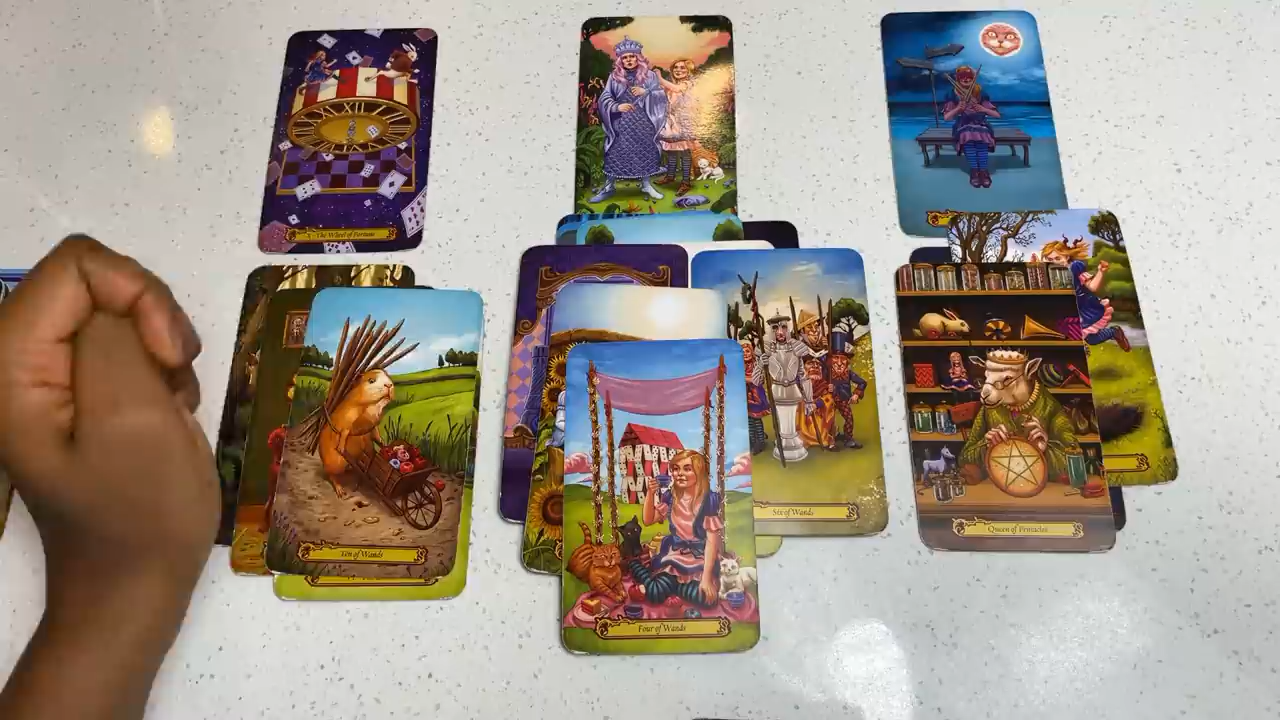 X - The Wheel of Fortune
Ten of Wands
Six of Wands
Queen of Pentacles
Four of Wands